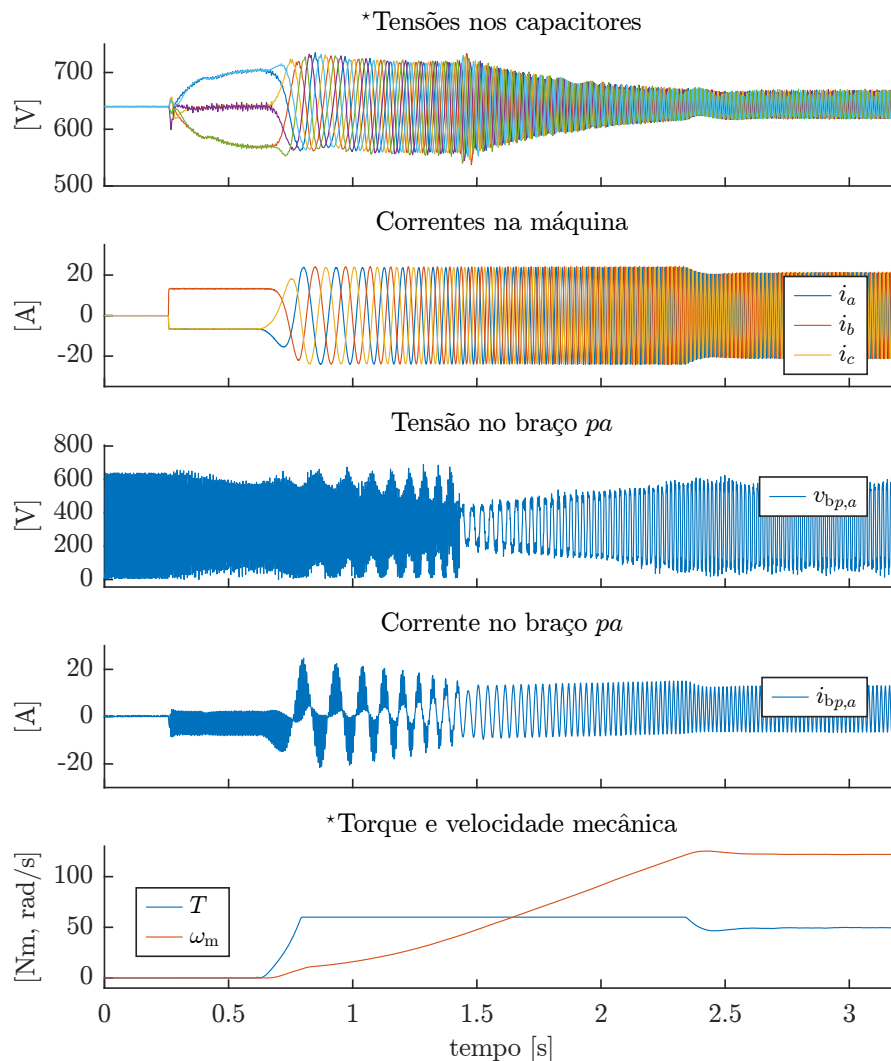 ⋆Tensões nos capacitores
700
600
500
[V]
Correntes na máquina
20
0
-20
[A]
i_a
i_b
i_c
Tensão no braço pa
800
600
400
200
0
[V]
v_bp,a
Corrente no braço pa
20
0
-20
[A]
i_bp,a
⋆Torque e velocidade mecânica
100
50
0
[Nm, rad/s]
T
ω_m
0 0.5 1 1.5 2 2.5 3
tempo [s]